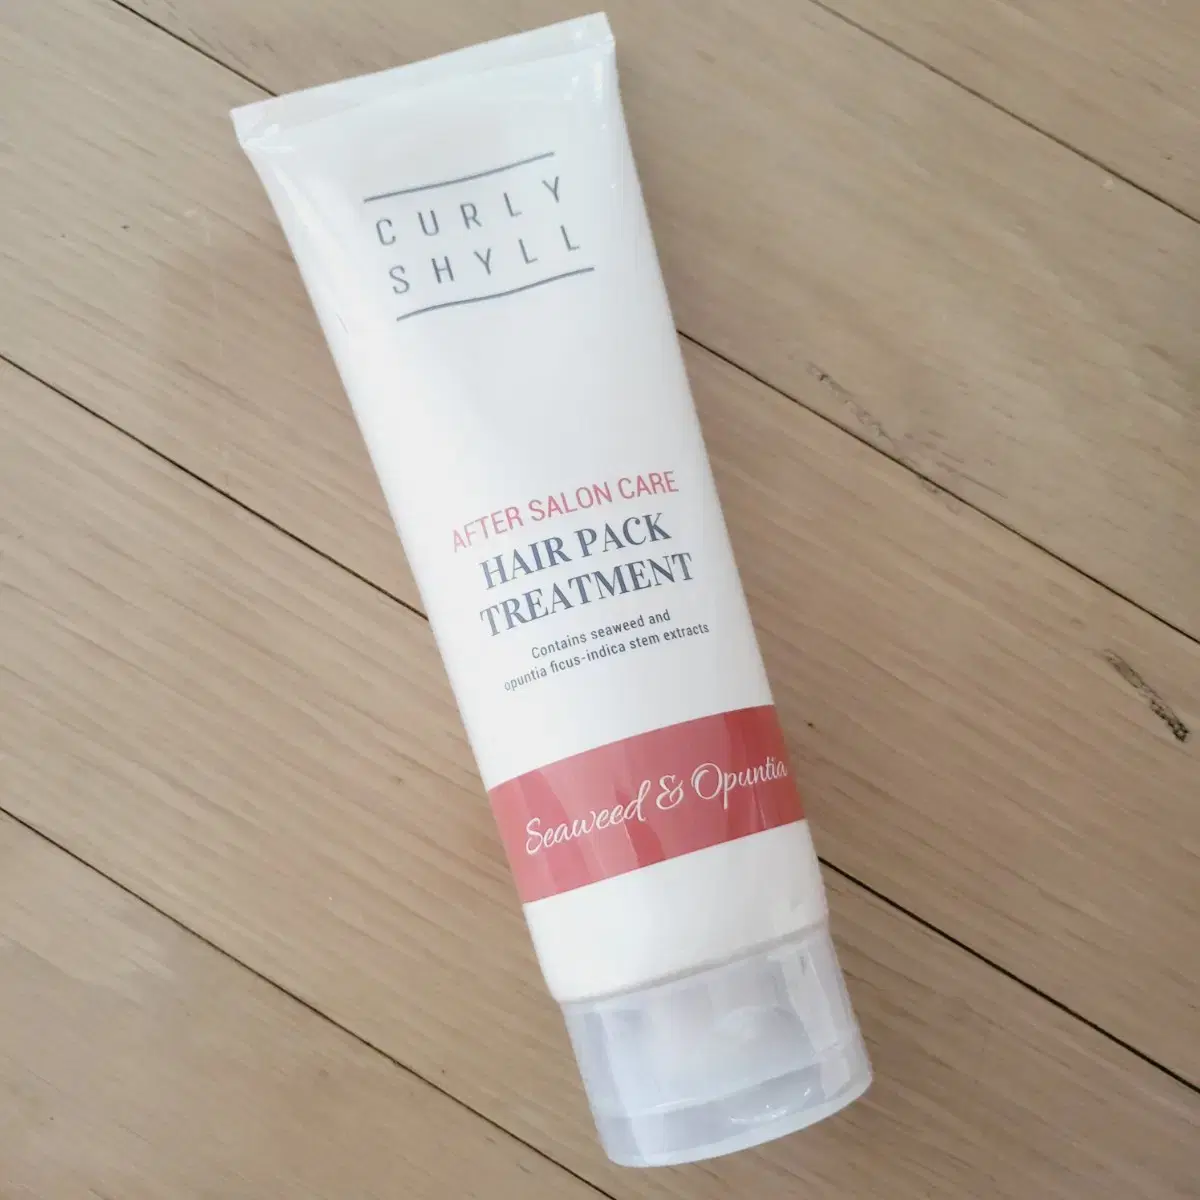 CURLY
SHYLL
AFTER SALON CARE
HAIR PACK
TREATMENT
Contains seaweed and
opuntia ficus-indica stem extracts
Seaweed & Opuntia